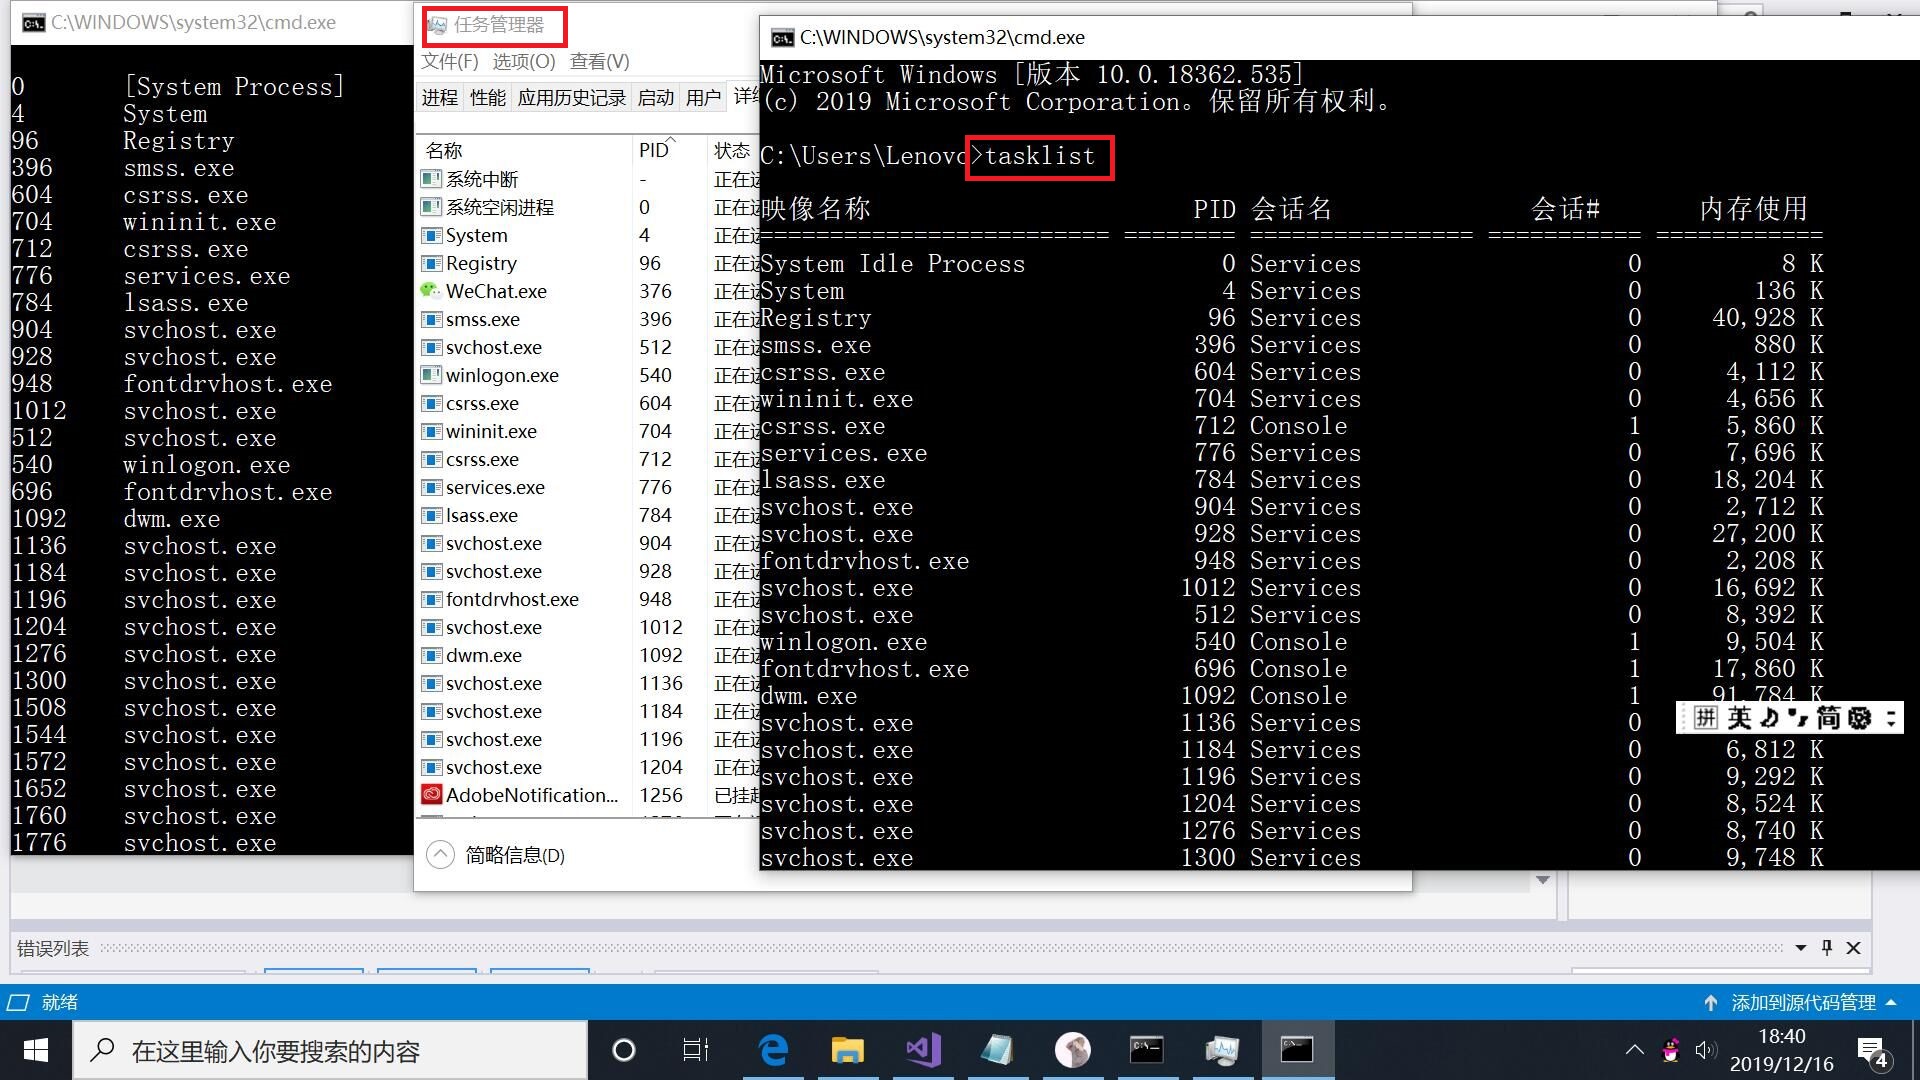 C:\WINDOWS\system32\cmd.exe
0 [System Process]
4 System
96 Registry
396 smss.exe
604 csrss.exe
704 wininit.exe
712 csrss.exe
776 services.exe
784 lsass.exe
904 svchost.exe
928 svchost.exe
948 fontdrvhost.exe
1012 svchost.exe
512 svchost.exe
540 winlogon.exe
696 fontdrvhost.exe
1092 dwm.exe
1136 svchost.exe
1184 svchost.exe
1196 svchost.exe
1204 svchost.exe
1276 svchost.exe
1300 svchost.exe
1508 svchost.exe
1544 svchost.exe
1572 svchost.exe
1652 svchost.exe
1760 svchost.exe
1776 svchost.exe
任务管理器
文件(F) 选项(O) 查看(V)
进程 性能 应用历史记录 启动 用户
名称 PID 状态
系统中断 - 正在
系统空闲进程 0 正在
System 4 正在
Registry 96 正在
WeChat.exe 376 正在
smss.exe 396 正在
svchost.exe 512 正在
winlogon.exe 540 正在
csrss.exe 604 正在
wininit.exe 704 正在
csrss.exe 712 正在
services.exe 776 正在
lsass.exe 784 正在
svchost.exe 904 正在
svchost.exe 928 正在
fontdrvhost.exe 948 正在
svchost.exe 1012 正在
dwm.exe 1092 正在
svchost.exe 1136 正在
svchost.exe 1184 正在
svchost.exe 1196 正在
svchost.exe 1204 正在
AdobeNotification... 1256 已挂
简略信息(D)
C:\WINDOWS\system32\cmd.exe
Microsoft Windows [版本 10.0.18362.535]
(c) 2019 Microsoft Corporation。保留所有权利。
C:\Users\Lenovo>tasklist
映像名称 PID 会话名 会话# 内存使用
========================= ======== ================ =========== ============
System Idle Process 0 Services 0 8 K
System 4 Services 0 136 K
Registry 96 Services 0 40,928 K
smss.exe 396 Services 0 880 K
csrss.exe 604 Services 0 4,112 K
wininit.exe 704 Services 0 4,656 K
csrss.exe 712 Console 1 5,860 K
services.exe 776 Services 0 7,696 K
lsass.exe 784 Services 0 18,204 K
svchost.exe 904 Services 0 2,712 K
svchost.exe 928 Services 0 27,200 K
fontdrvhost.exe 948 Services 0 2,208 K
svchost.exe 1012 Services 0 16,692 K
svchost.exe 512 Services 0 8,392 K
winlogon.exe 540 Console 1 9,504 K
fontdrvhost.exe 696 Console 1 17,860 K
dwm.exe 1092 Console 1 91,784 K
svchost.exe 1136 Services 0
svchost.exe 1184 Services 0 6,812 K
svchost.exe 1196 Services 0 9,292 K
svchost.exe 1204 Services 0 8,524 K
svchost.exe 1276 Services 0 8,740 K
svchost.exe 1300 Services 0 9,748 K
拼 英 简
错误列表
就绪 添加到源代码管理
在这里输入你要搜索的内容
18:40
2019/12/16
4